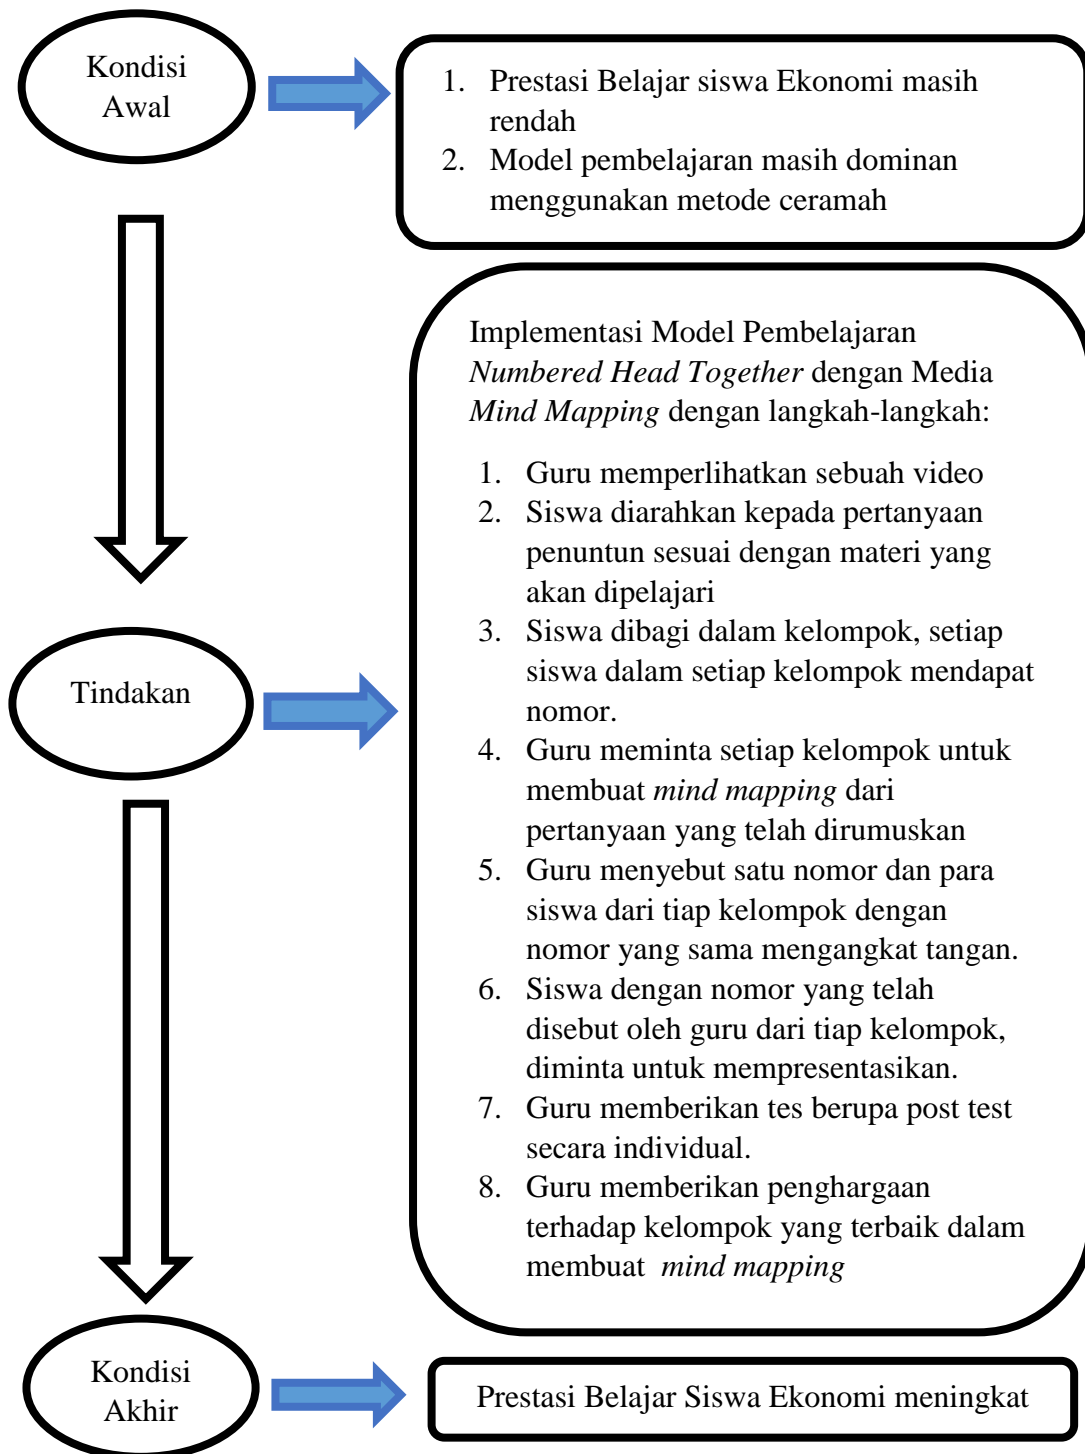 Kondisi
Awal
1. Prestasi Belajar siswa Ekonomi masih
rendah
2. Model pembelajaran masih dominan
menggunakan metode ceramah
Implementasi Model Pembelajaran
Numbered Head Together dengan Media
Mind Mapping dengan langkah-langkah:
1. Guru memperlihatkan sebuah video
2. Siswa diarahkan kepada pertanyaan
penuntun sesuai dengan materi yang
akan dipelajari
3. Siswa dibagi dalam kelompok, setiap
siswa dalam setiap kelompok mendapat
nomor.
4. Guru meminta setiap kelompok untuk
membuat mind mapping dari
pertanyaan yang telah dirumuskan
5. Guru menyebut satu nomor dan para
siswa dari tiap kelompok dengan
nomor yang sama mengangkat tangan.
6. Siswa dengan nomor yang telah
disebut oleh guru dari tiap kelompok,
diminta untuk mempresentasikan.
7. Guru memberikan tes berupa post test
secara individual.
8. Guru memberikan penghargaan
terhadap kelompok yang terbaik dalam
membuat mind mapping
Tindakan
Kondisi
Akhir
Prestasi Belajar Siswa Ekonomi meningkat